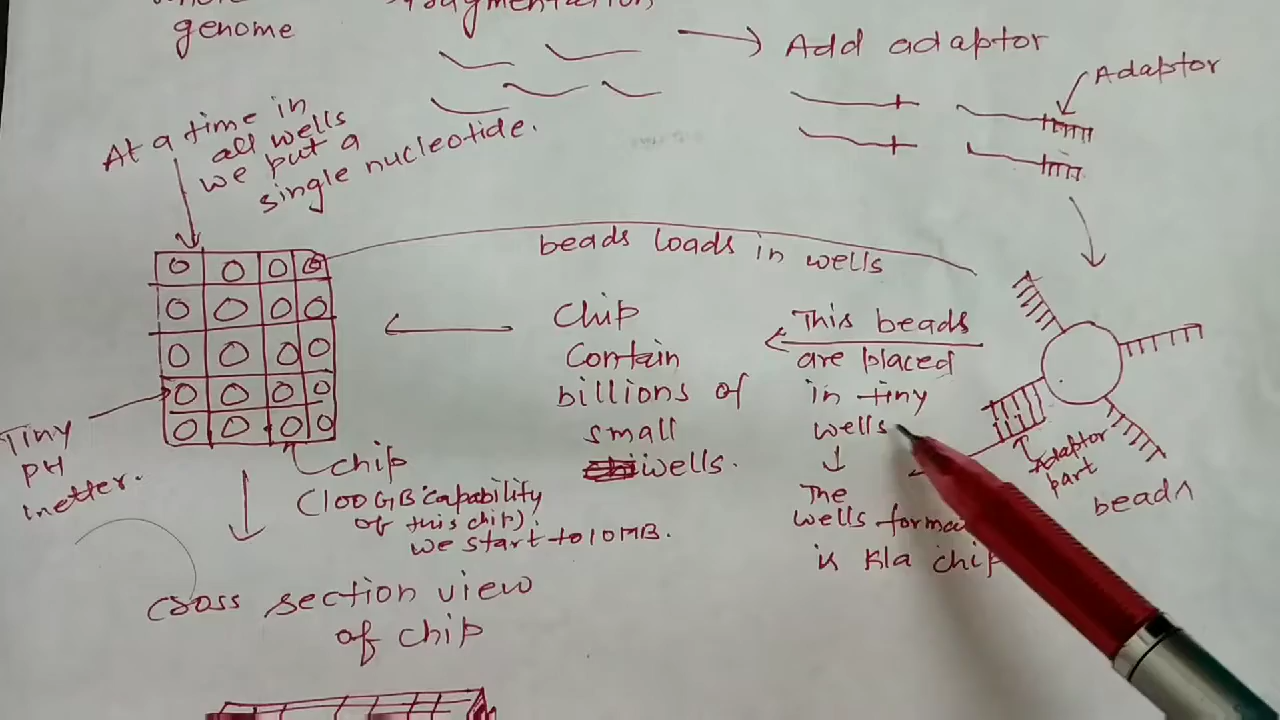 genome
Add adaptor
Adaptor
At a time in
all wells
we put a
single nucleotide.
beads loads in wells
Chip
Contain
billions of
small
wells.
This beads
are placed
in tiny
wells
The
wells forma
is Kla chip
Adaptor
part
bead
Tiny
PH
metter.
chip
(100 GB capability
of this chip)
we start to 10 MB.
Cross section view
of chip